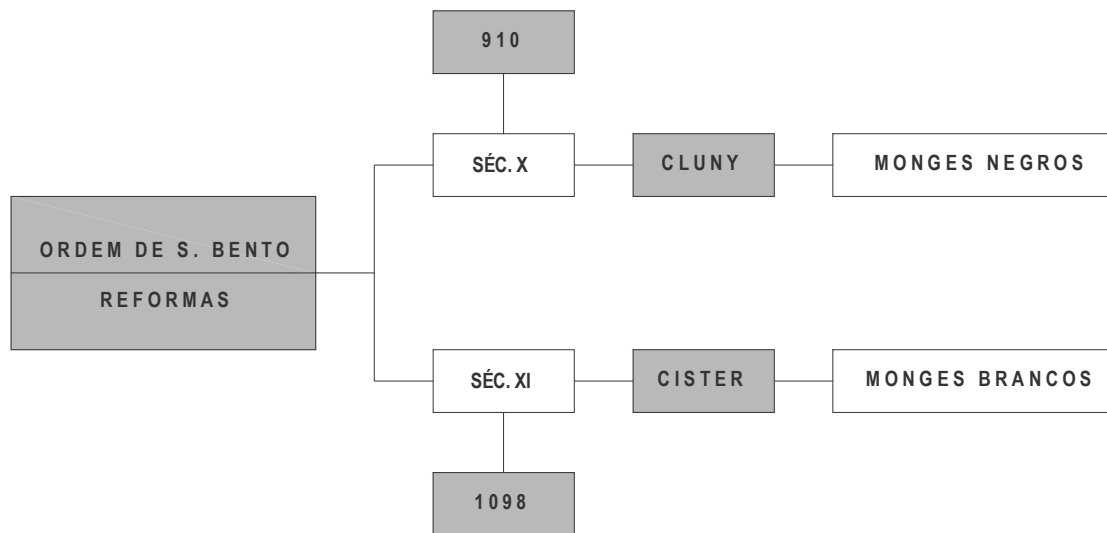 910
SÉC. X
CLUNY
MONGES NEGROS
ORDEM DE S. BENTO
REFORMAS
SÉC. XI
CISTER
MONGES BRANCOS
1098